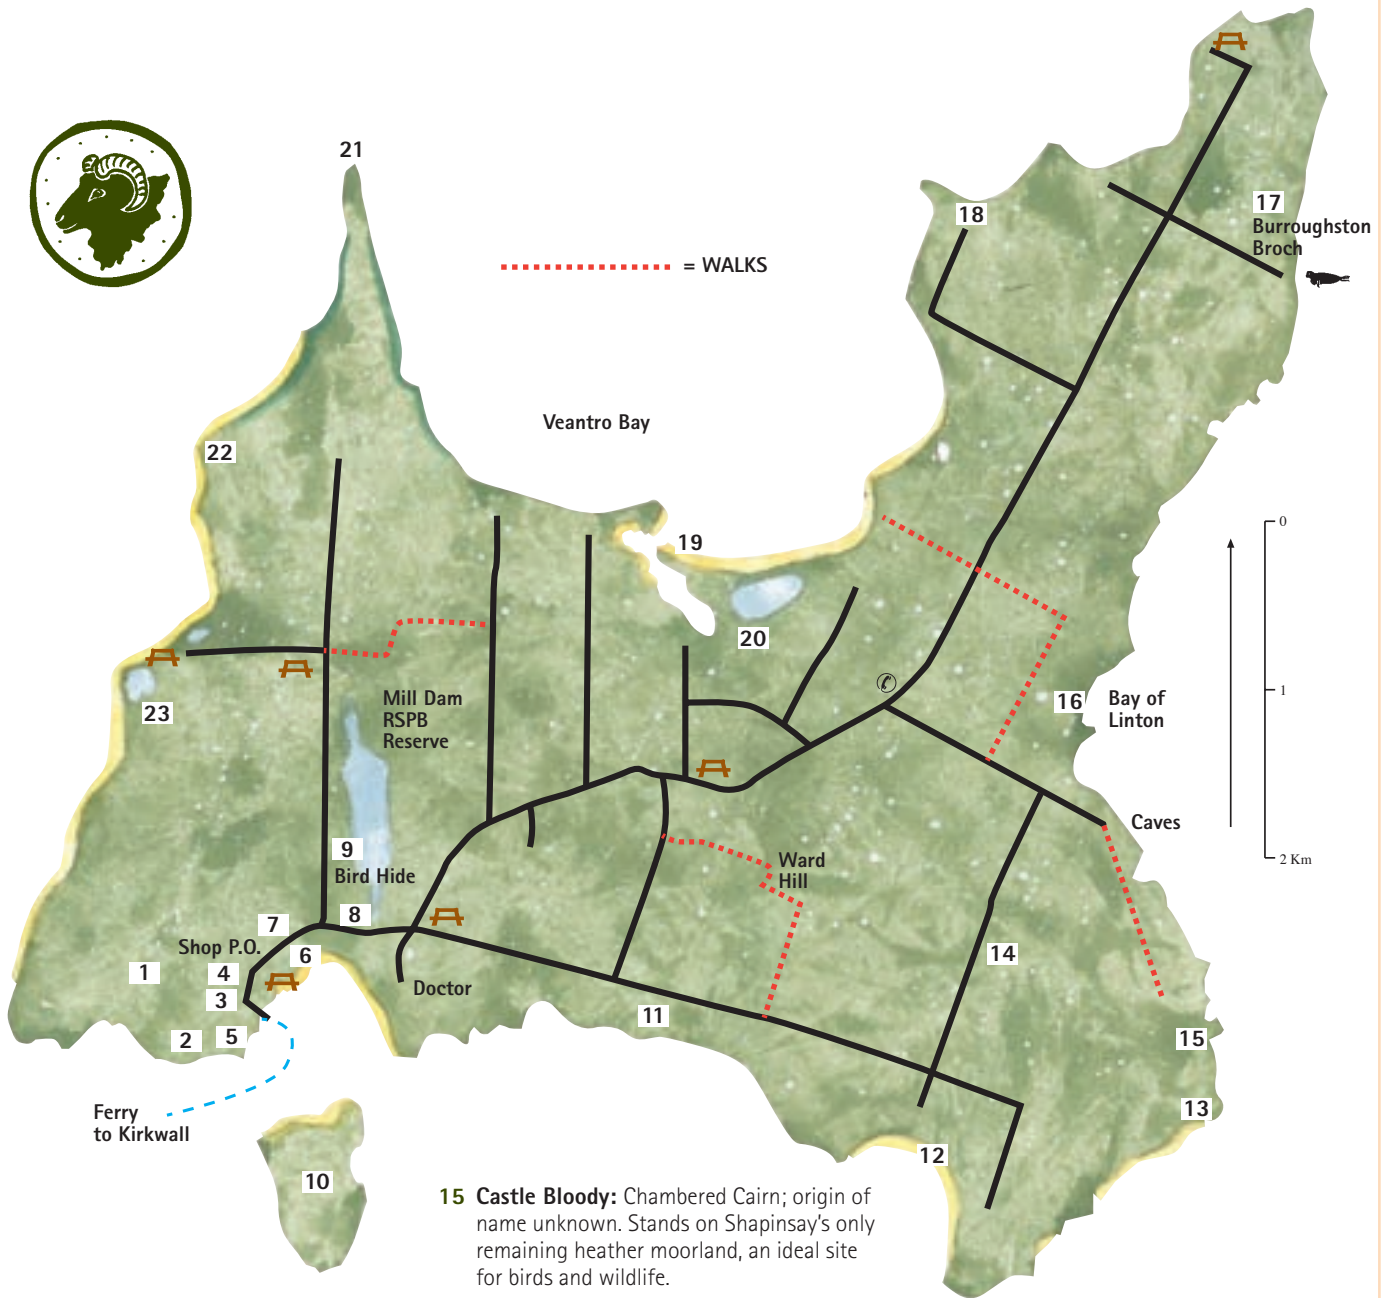 21
18
17
Burroughston
Broch
= WALKS
Veantro Bay
22
19
0
20
23
Mill Dam
RSPB
Reserve
16
Bay of
Linton
1
Caves
2 Km
9
Bird Hide
Ward
Hill
7
8
Shop P.O.
6
1
4
3
Doctor
14
11
2
5
15
Ferry
to Kirkwall
13
12
10
15 Castle Bloody: Chambered Cairn; origin of
name unknown. Stands on Shapinsay's only
remaining heather moorland, an ideal site
for birds and wildlife.